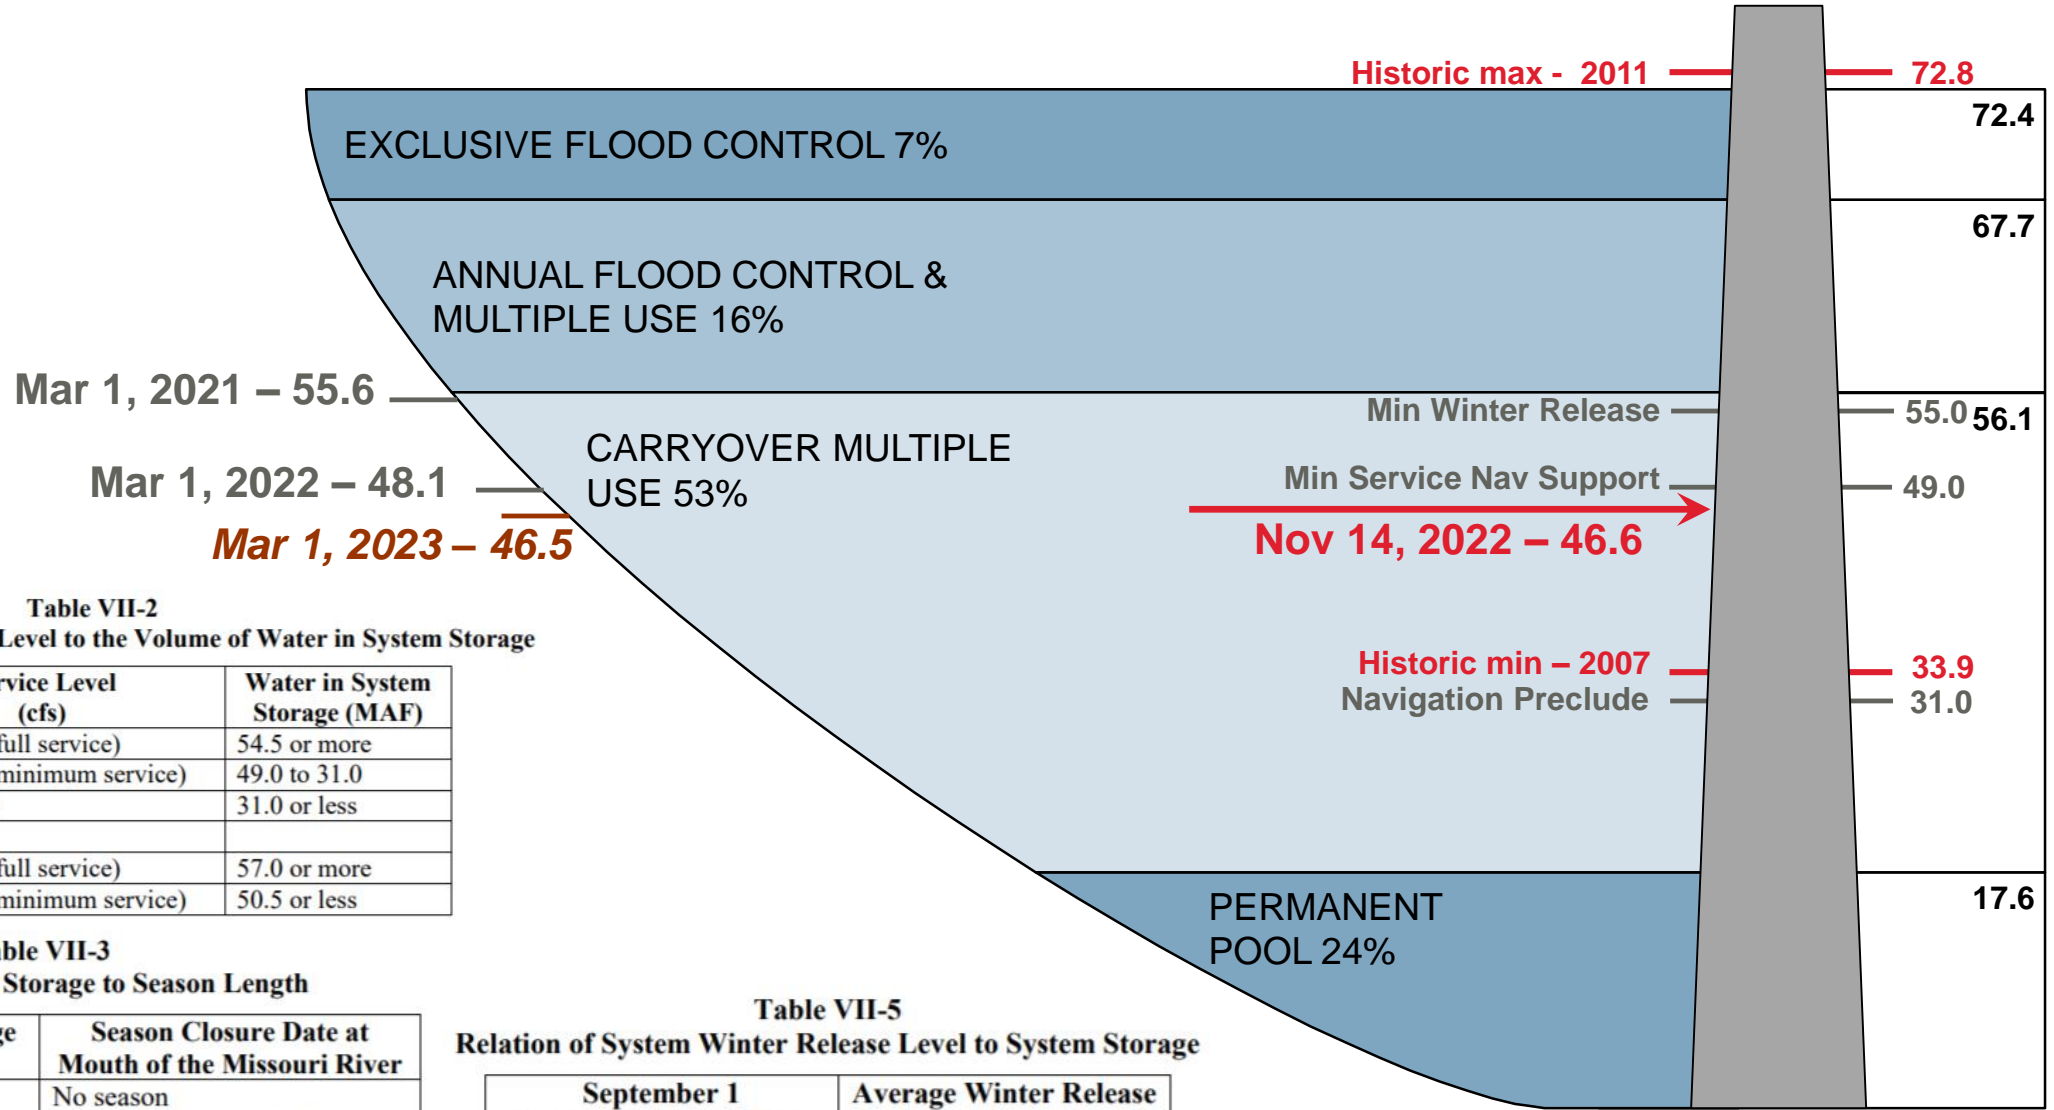 Historic max - 2011
72.8
72.4
EXCLUSIVE FLOOD CONTROL 7%
67.7
ANNUAL FLOOD CONTROL &
MULTIPLE USE 16%
Mar 1, 2021 – 55.6
Min Winter Release
55.0
56.1
CARRYOVER MULTIPLE
USE 53%
Mar 1, 2022 – 48.1
Min Service Nav Support
49.0
Mar 1, 2023 – 46.5
Nov 14, 2022 – 46.6
Historic min – 2007
33.9
Navigation Preclude
31.0
17.6
PERMANENT
POOL 24%
Table VII-2
Level to the Volume of Water in System Storage
rvice Level
(cfs)
Water in System
Storage (MAF)
full service) 54.5 or more
minimum service) 49.0 to 31.0
31.0 or less
full service) 57.0 or more
minimum service) 50.5 or less
ble VII-3
Storage to Season Length
ge
Season Closure Date at
Mouth of the Missouri River
No season
Table VII-5
Relation of System Winter Release Level to System Storage
September 1 Average Winter Release